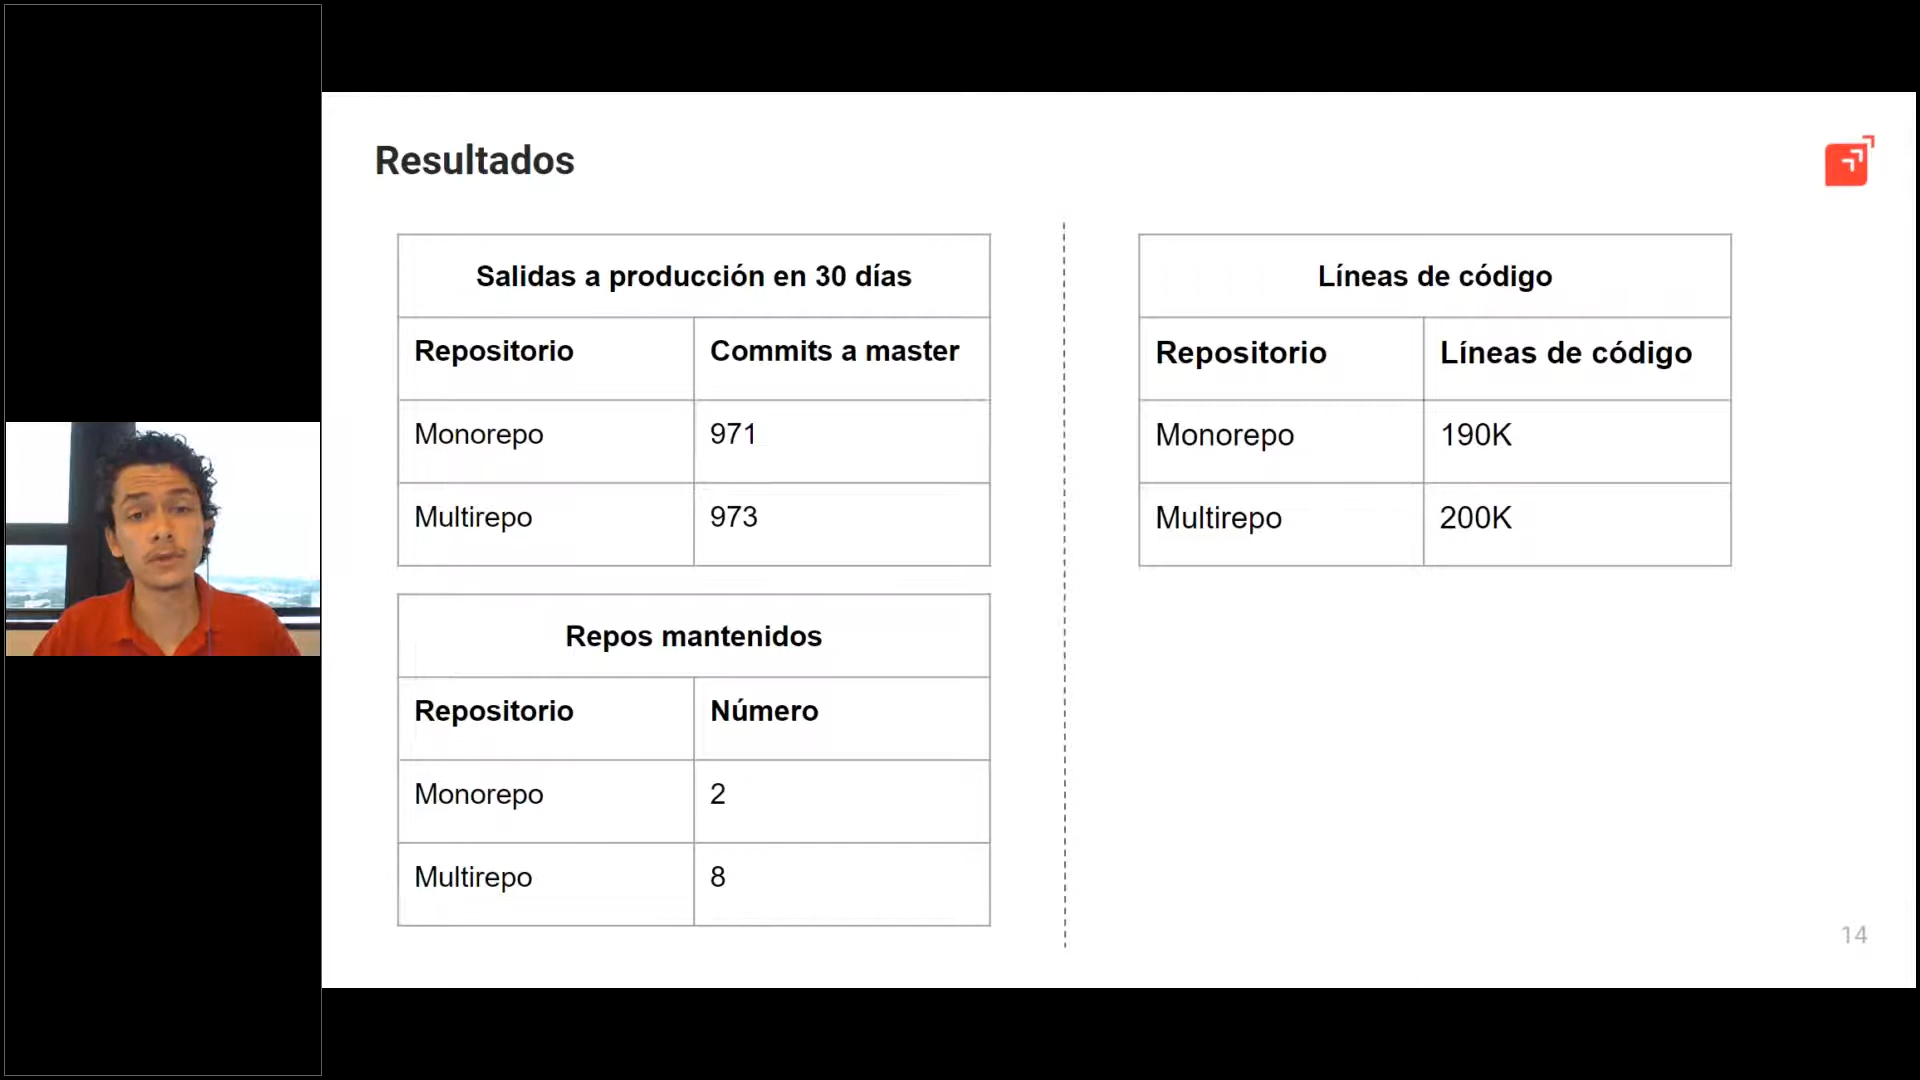 Resultados
Salidas a producción en 30 días
Repositorio Commits a master
Monorepo 971
Multirepo 973
Repos mantenidos
Repositorio Número
Monorepo 2
Multirepo 8
Líneas de código
Repositorio Líneas de código
Monorepo 190K
Multirepo 200K
14